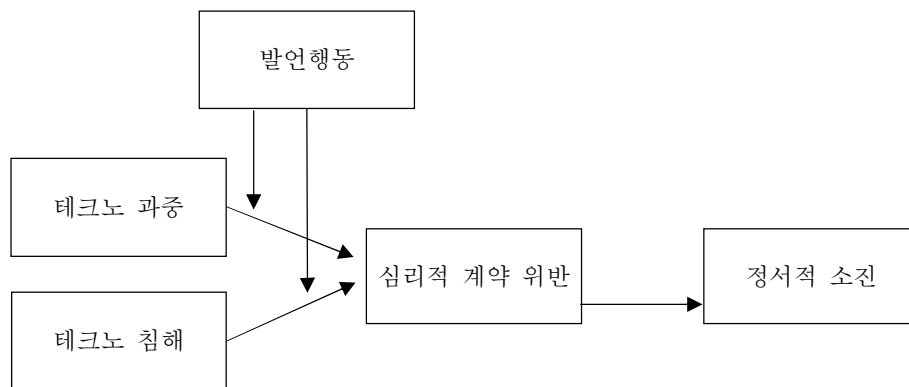 발언행동
테크노 과중
심리적 계약 위반
정서적 소진
테크노 침해